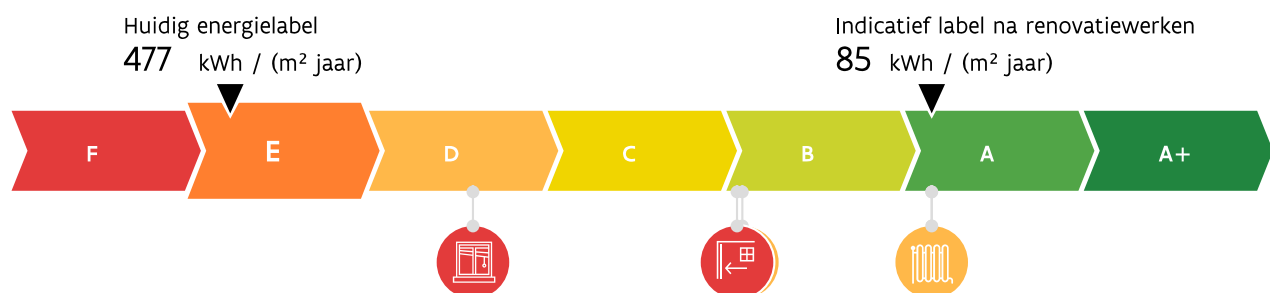 Huidig energielabel
477 kWh / (m² jaar)
Indicatief label na renovatiewerken
85 kWh / (m² jaar)
F E D C B A A+